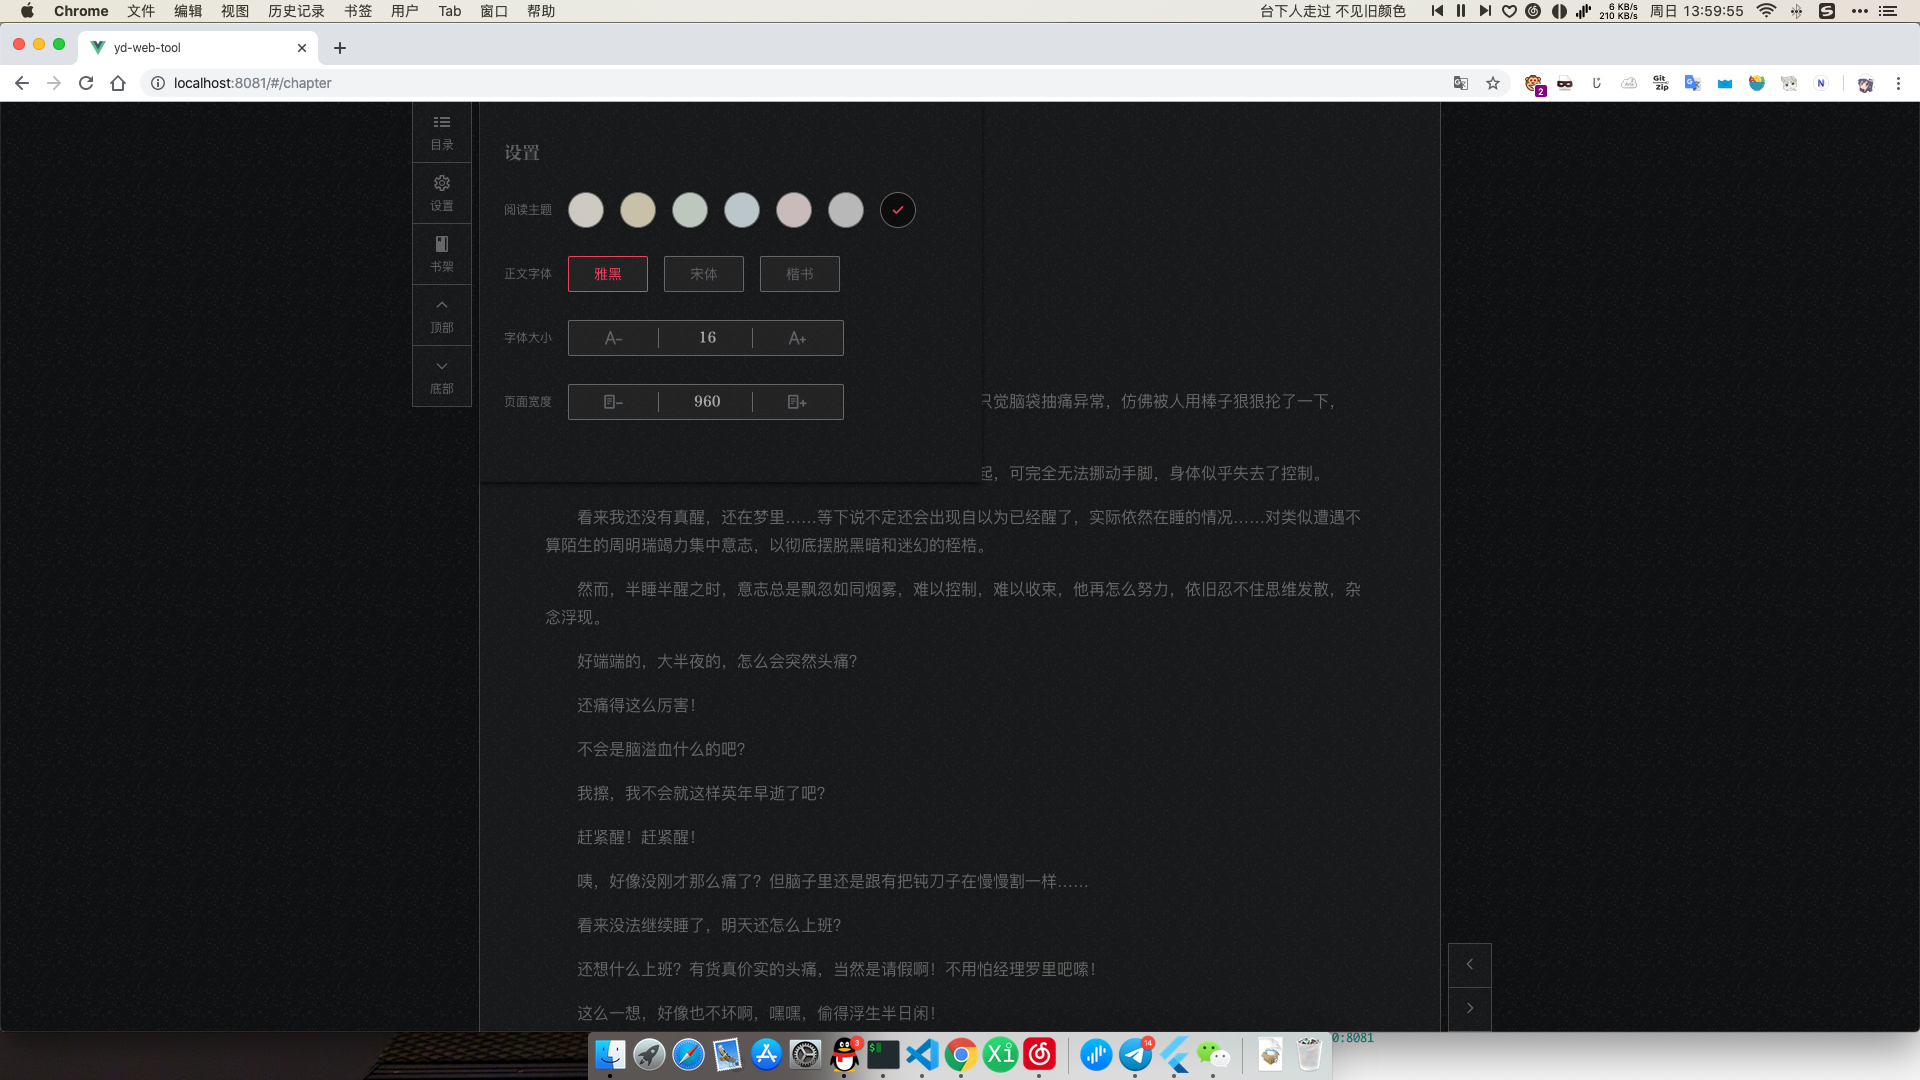 Chrome 文件 编辑 视图 历史记录 书签 用户 Tab 窗口 帮助
台下人走过 不见旧颜色
6 KB/s
210 KB/s
周日 13:59:55
yd-web-tool
localhost:8081/#/chapter
2
Git
Zip
N
目录
设置
书架
顶部
底部
设置
阅读主题
正文字体 雅黑 宋体 楷书
字体大小 A- 16 A+
页面宽度 960
只觉脑袋抽痛异常，仿佛被人用棒子狠狠抡了一下，
起，可完全无法挪动手脚，身体似乎失去了控制。
看来我还没有真醒，还在梦里……等下说不定还会出现自以为已经醒了，实际依然在睡的情况……对类似遭遇不
算陌生的周明瑞竭力集中意志，以彻底摆脱黑暗和迷幻的桎梏。
然而，半睡半醒之时，意志总是飘忽如同烟雾，难以控制，难以收束，他再怎么努力，依旧忍不住思维发散，杂
念浮现。
好端端的，大半夜的，怎么会突然头痛？
还痛得这么厉害！
不会是脑溢血什么的吧？
我擦，我不会就这样英年早逝了吧？
赶紧醒！赶紧醒！
咦，好像没刚才那么痛了？但脑子里还是跟有把钝刀子在慢慢割一样……
看来没法继续睡了，明天还怎么上班？
还想什么上班？有货真价实的头痛，当然是请假啊！不用怕经理罗里吧嗦！
这么一想，好像也不坏啊，嘿嘿，偷得浮生半日闲！
0:8081
3
Xi
14